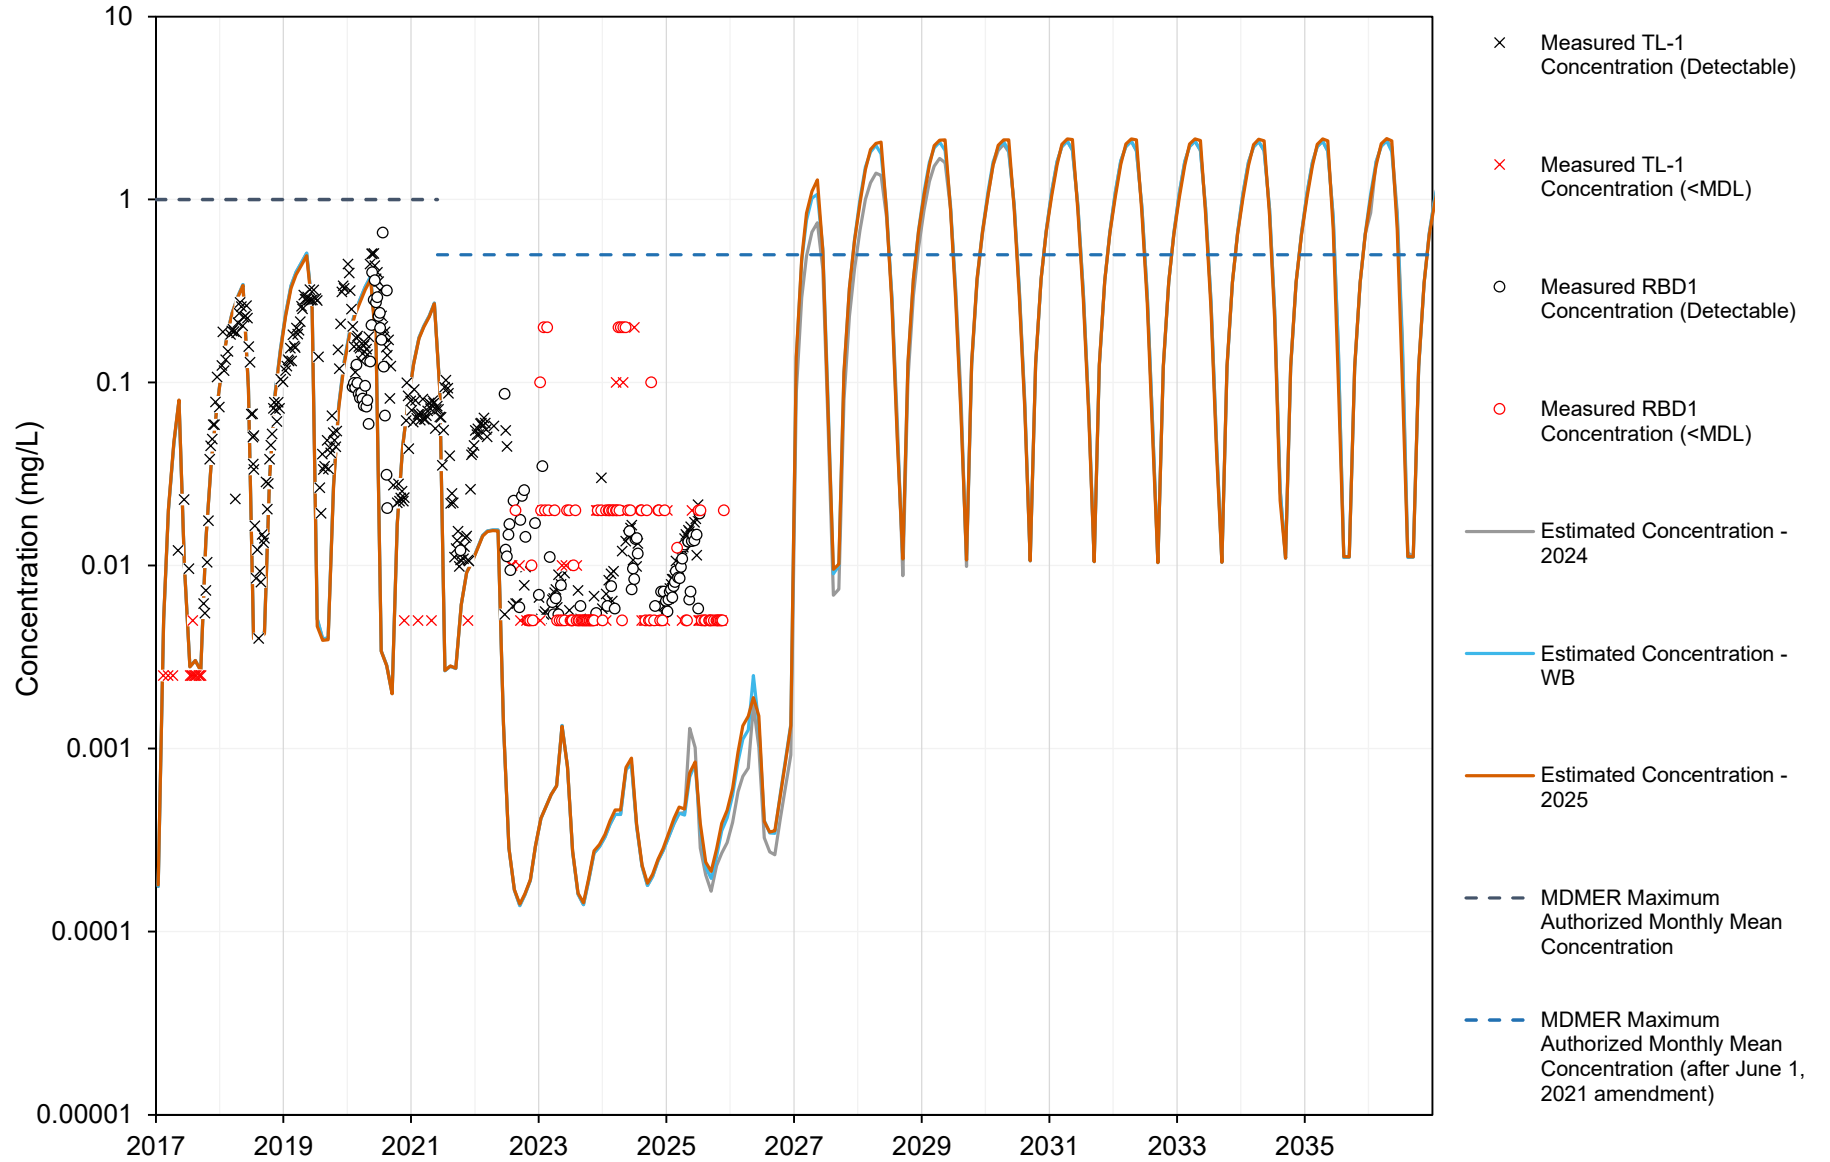 10
1
0.1
0.01
0.001
0.0001
0.00001
Concentration (mg/L)
2017
2019
2021
2023
2025
2027
2029
2031
2033
2035
Measured TL-1
Concentration (Detectable)
Measured TL-1
Concentration (<MDL)
Measured RBD1
Concentration (Detectable)
Measured RBD1
Concentration (<MDL)
Estimated Concentration -
2024
Estimated Concentration -
WB
Estimated Concentration -
2025
MDMER Maximum
Authorized Monthly Mean
Concentration
MDMER Maximum
Authorized Monthly Mean
Concentration (after June 1,
2021 amendment)